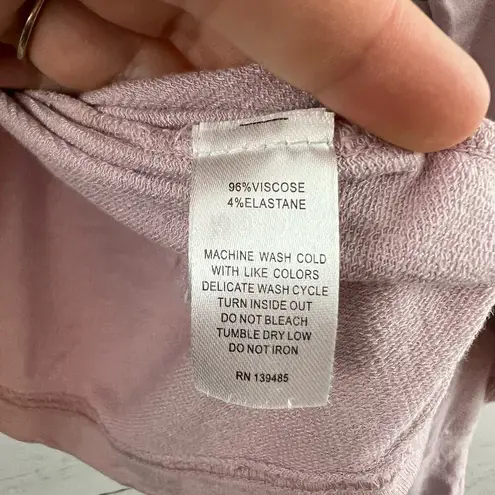 96%VISCOSE
4%ELASTANE
MACHINE WASH COLD
WITH LIKE COLORS
DELICATE WASH CYCLE
TURN INSIDE OUT
DO NOT BLEACH
TUMBLE DRY LOW
DO NOT IRON
RN 139485